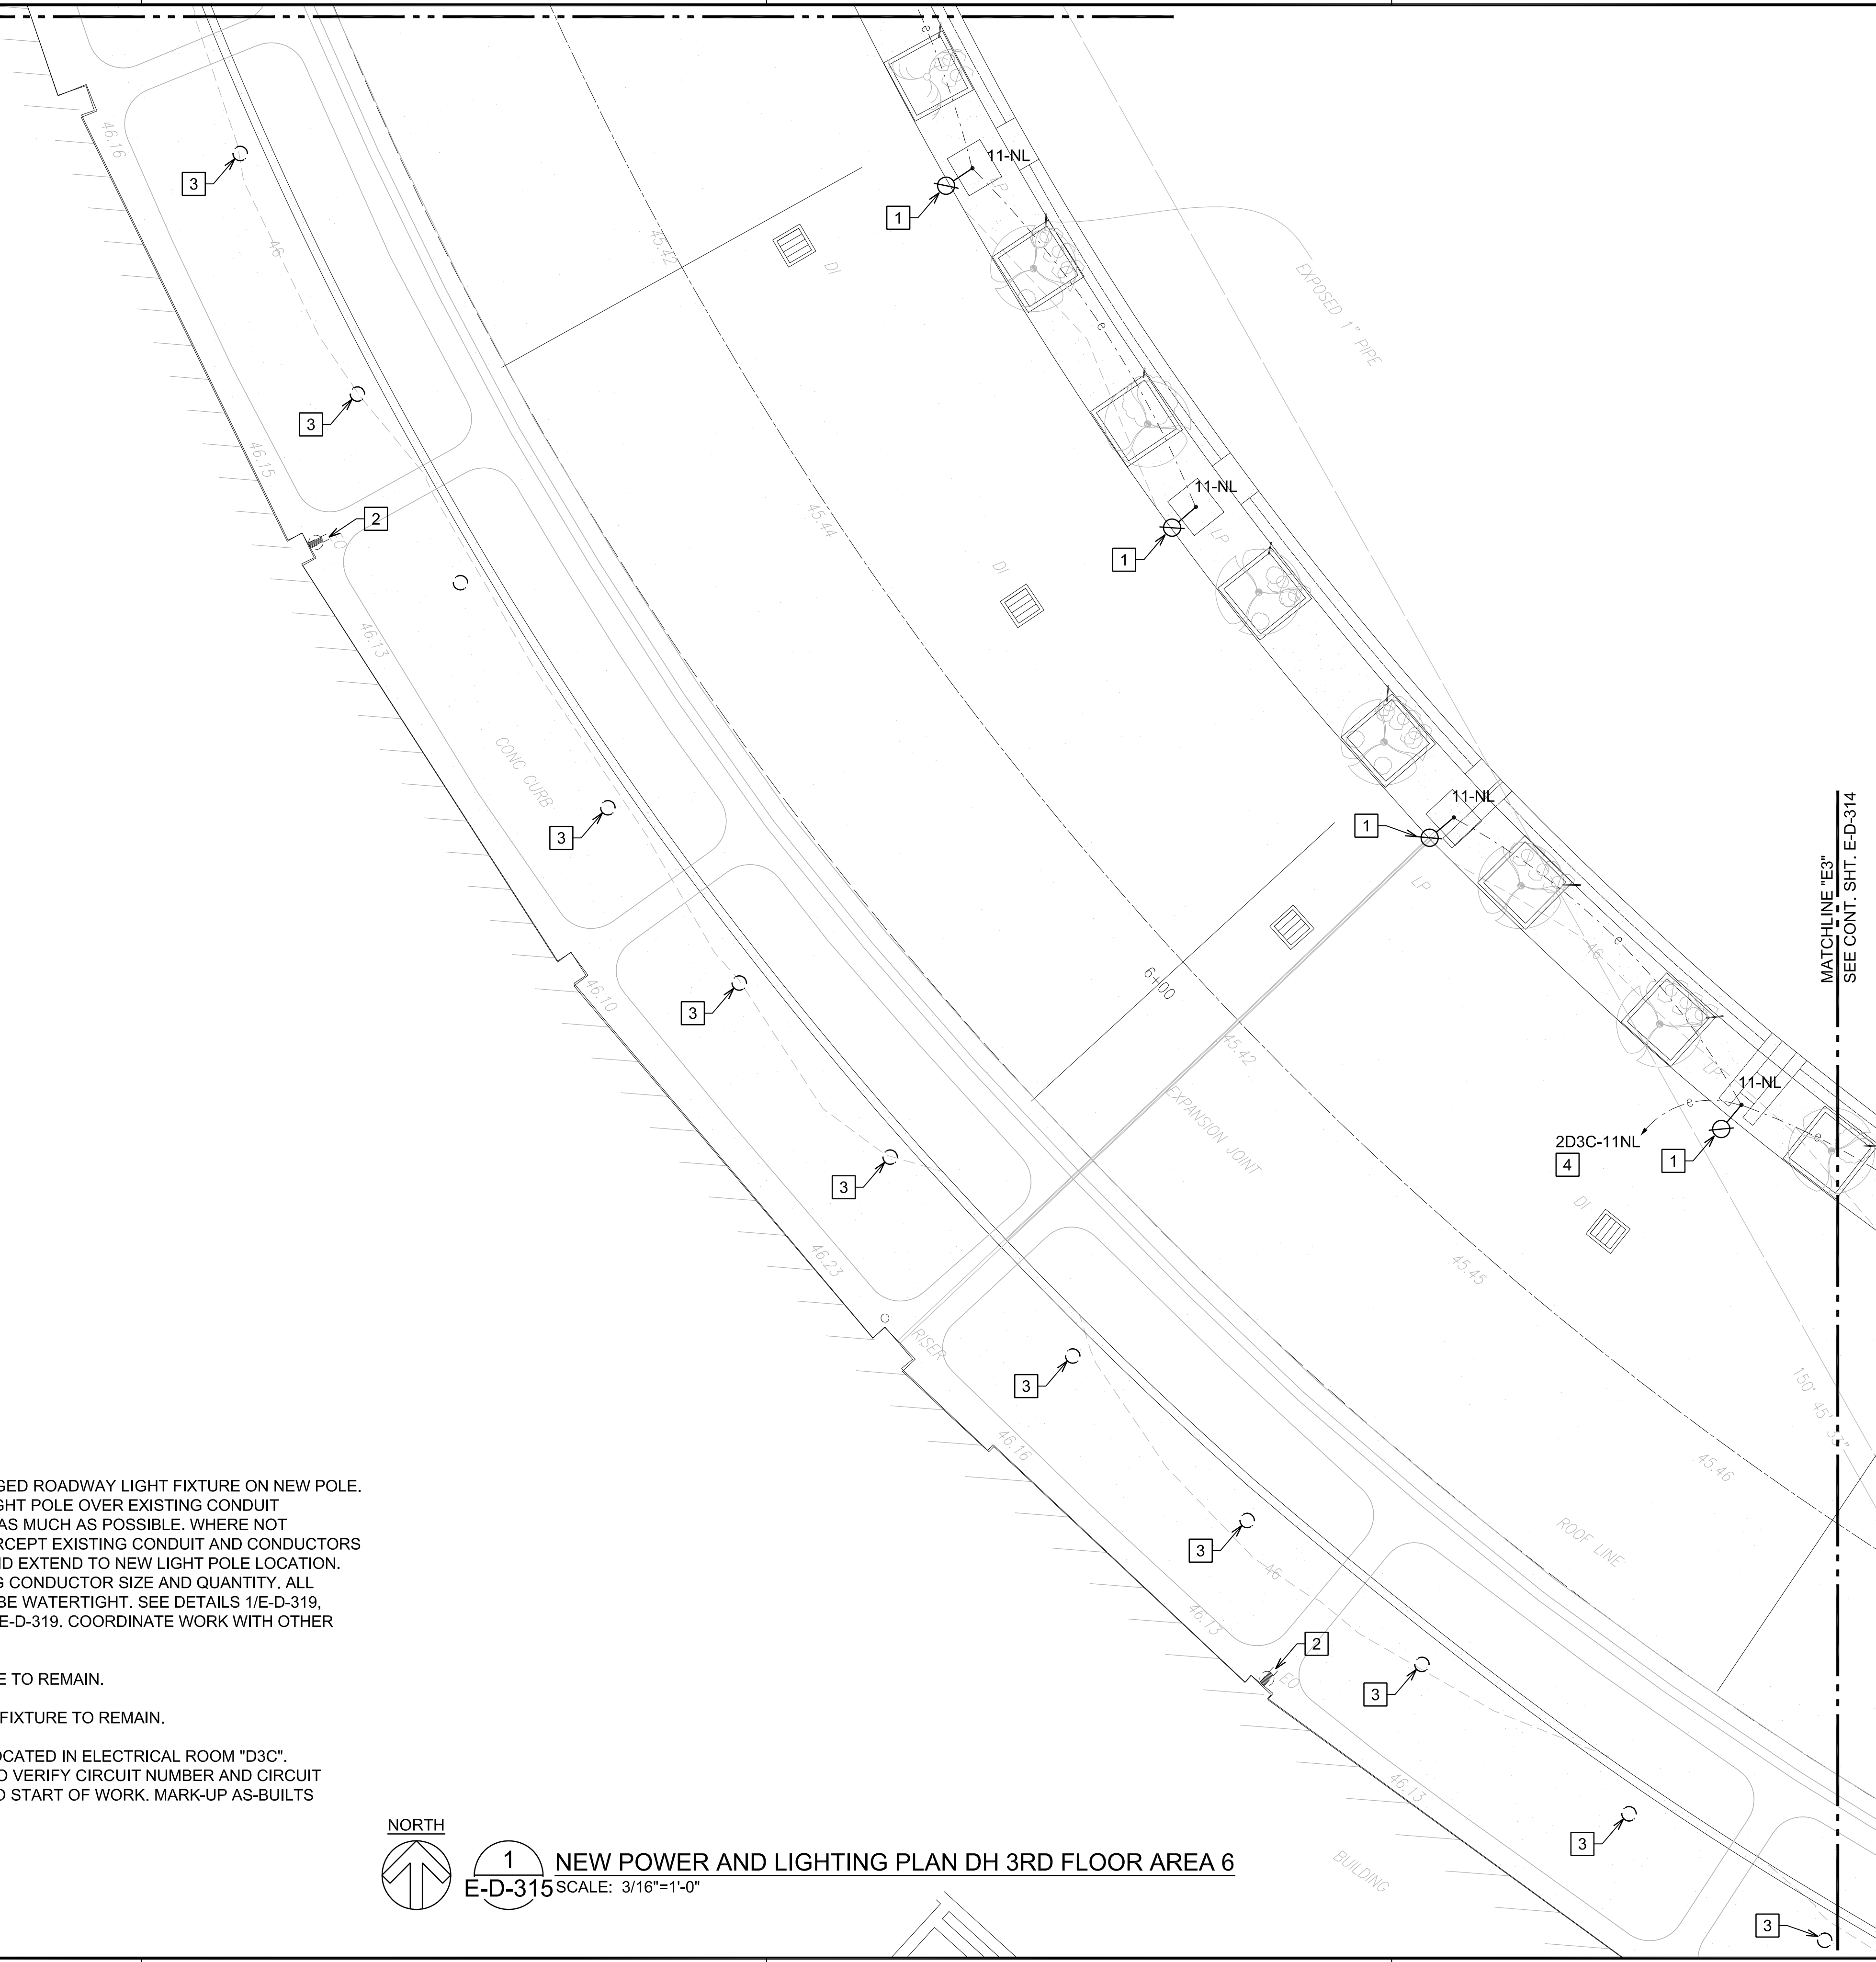 11-NL
LP
46.16
3
1
46
45.42
DI
EXPOSED 1" PIPE
e
3
46.15
11-NL
45.44
LP
1
2
DI
46.13
CONC CURB
11-NL
1
3
LP
MATCHLINE "E3"
SEE CONT. SHT. E-D-314
e
46
6+00
46.10
3
45.42
LP
11-NL
EXPANSION JOINT
e
2D3C-11NL
4
1
e
3
DI
46.23
45.45
RISER
3
150° 45' 53"
46.16
45.46
GED ROADWAY LIGHT FIXTURE ON NEW POLE.
GHT POLE OVER EXISTING CONDUIT
AS MUCH AS POSSIBLE. WHERE NOT
RCEPT EXISTING CONDUIT AND CONDUCTORS
ND EXTEND TO NEW LIGHT POLE LOCATION.
G CONDUCTOR SIZE AND QUANTITY. ALL
BE WATERTIGHT. SEE DETAILS 1/E-D-319,
E-D-319. COORDINATE WORK WITH OTHER
E TO REMAIN.
FIXTURE TO REMAIN.
OCATED IN ELECTRICAL ROOM "D3C".
O VERIFY CIRCUIT NUMBER AND CIRCUIT
O START OF WORK. MARK-UP AS-BUILTS
ROOF LINE
3
46
46.13
2
EO
3
46.13
3
BUILDING
3
NORTH
1
E-D-315
NEW POWER AND LIGHTING PLAN DH 3RD FLOOR AREA 6
SCALE: 3/16"=1'-0"